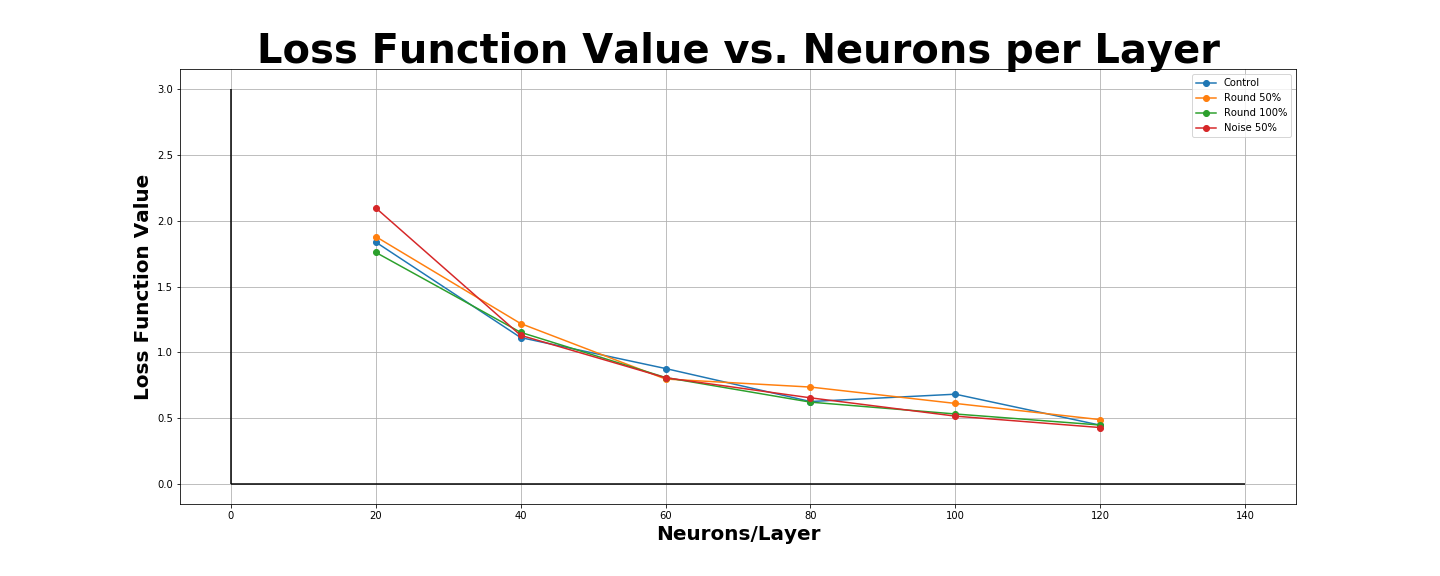 Loss Function Value vs. Neurons per Layer
Control
Round 50%
Round 100%
Noise 50%
Loss Function Value
3.0
2.5
2.0
1.5
1.0
0.5
0.0
0 20 40 60 80 100 120 140
Neurons/Layer